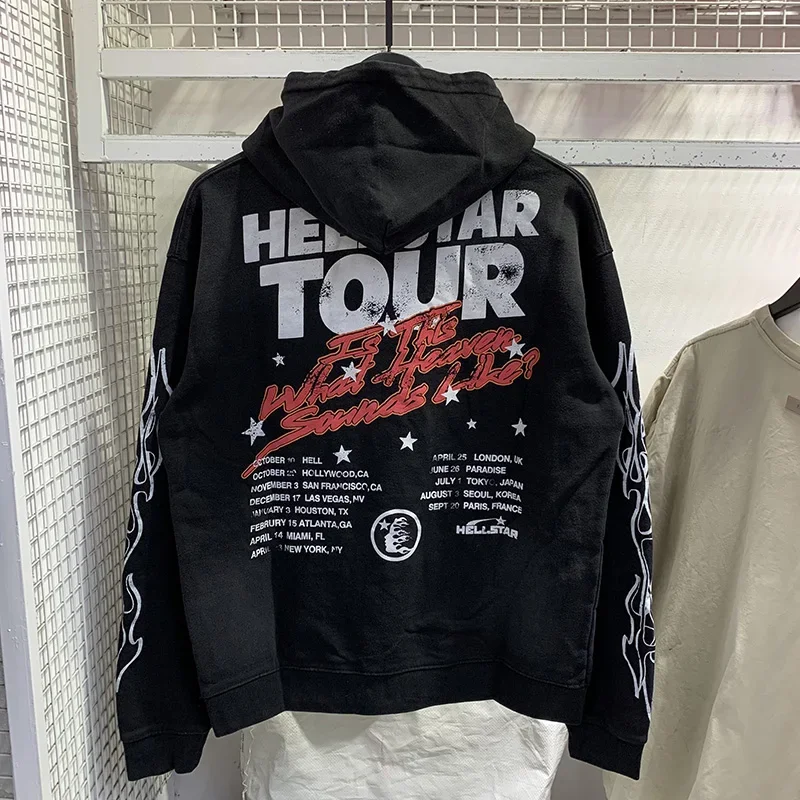 HELLSTAR
TOUR
Is This
What Heaven
Sounds Like?
OCTOBER HELL
OCTOBER HOLLYWOOD,CA
NOVEMBER 3 SAN FRANCISCO,CA
DECEMBER 17 LAS VEGAS,NV
JANUARY 3 HOUSTON, TX
FEBRURY 15 ATLANTA,GA
APRIL 14 MIAMI, FL
APRIL NEW YORK, NY
APRIL 25 LONDON, UK
JUNE 26 PARADISE
JULY 1 TOKYO, JAPAN
AUGUST 3 SEOUL, KOREA
SEPT 20 PARIS, FRANCE
HELLSTAR